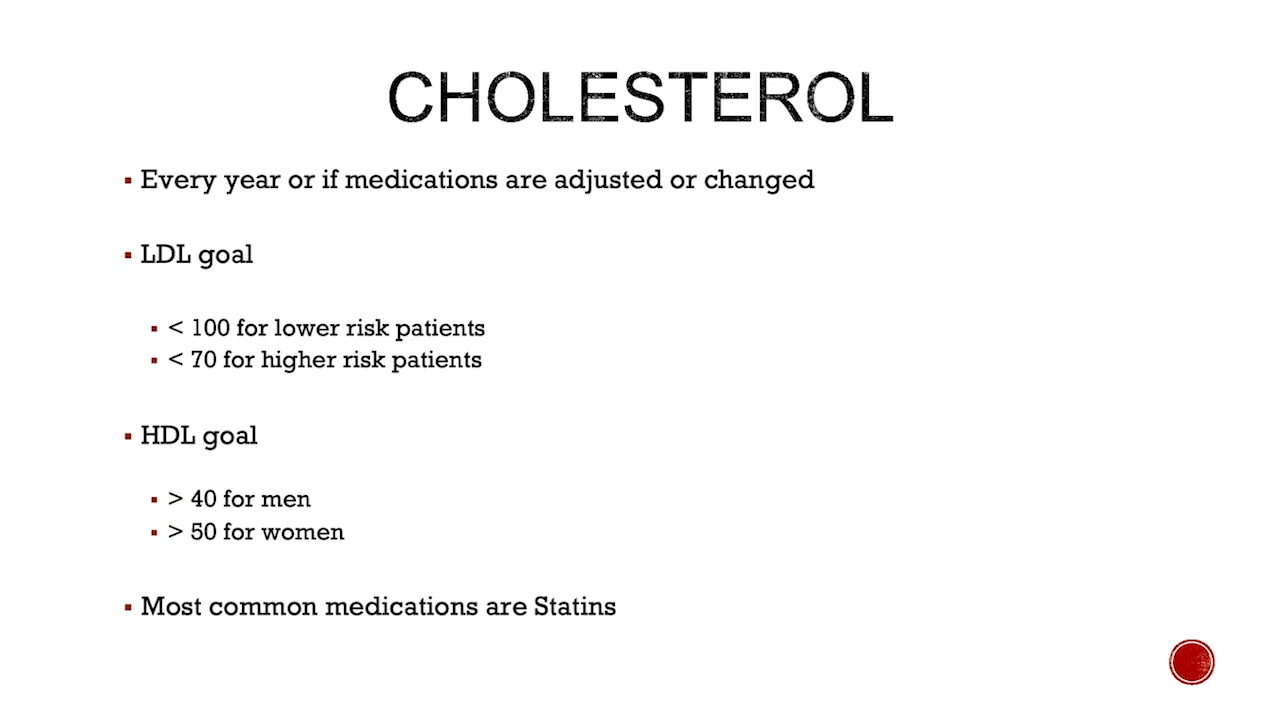 CHOLESTEROL
▪ Every year or if medications are adjusted or changed
▪ LDL goal
▪ < 100 for lower risk patients
▪ < 70 for higher risk patients
▪ HDL goal
▪ > 40 for men
▪ > 50 for women
▪ Most common medications are Statins